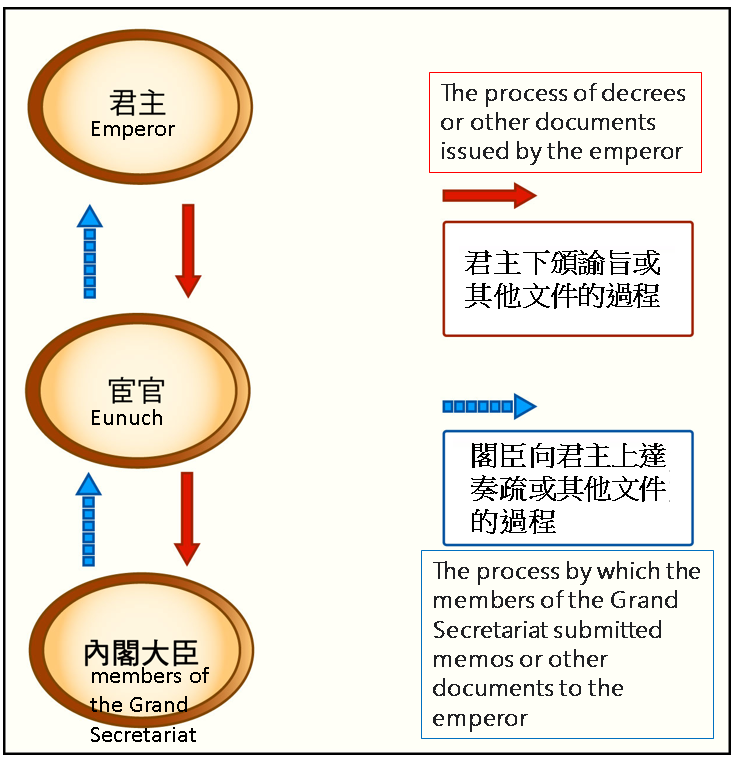 君主
Emperor
宦官
Eunuch
內閣大臣
members of
the Grand
Secretariat
The process of decrees
or other documents
issued by the emperor
君主下頒諭旨或
其他文件的過程
閣臣向君主上達
奏疏或其他文件
的過程
The process by which the
members of the Grand
Secretariat submitted
memos or other
documents to the
emperor